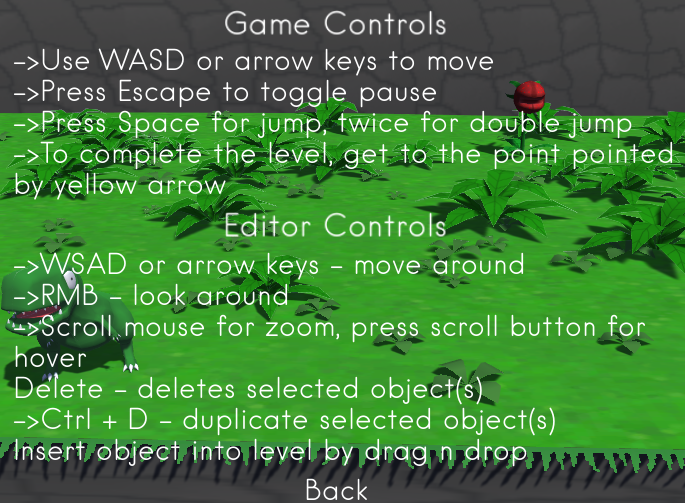 Game Controls
->Use WASD or arrow keys to move
->Press Escape to toggle pause
->Press Space for jump, twice for double jump
->To complete the level, get to the point pointed
by yellow arrow
Editor Controls
->WSAD or arrow keys - move around
->RMB - look around
->Scroll mouse for zoom, press scroll button for
hover
Delete - deletes selected object(s)
->Ctrl + D - duplicate selected object(s)
Insert object into level by drag n drop
Back